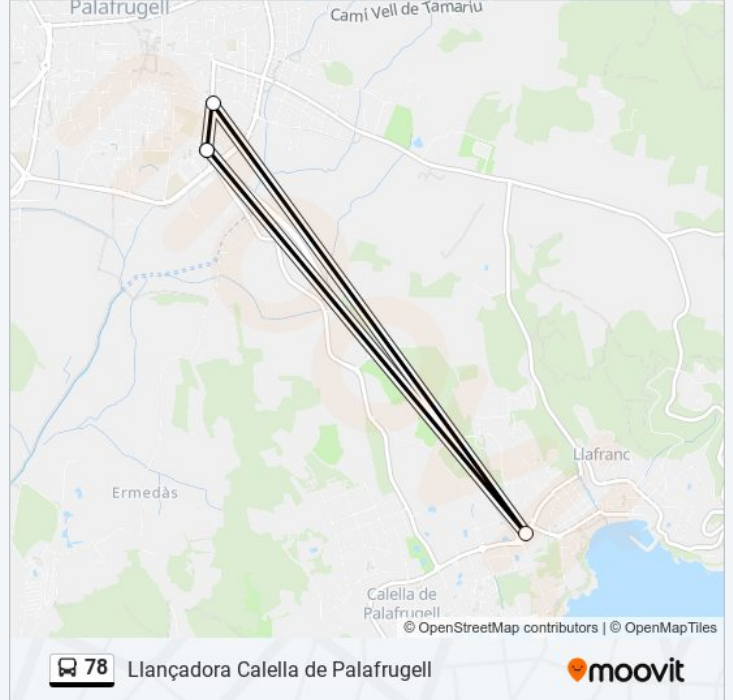 Palafrugell
Camí Vell de Tamariu
Llafranc
Ermedàs
Calella de
Palafrugell
© OpenStreetMap contributors | © OpenMapTiles
78 Llançadora Calella de Palafrugell
moovit